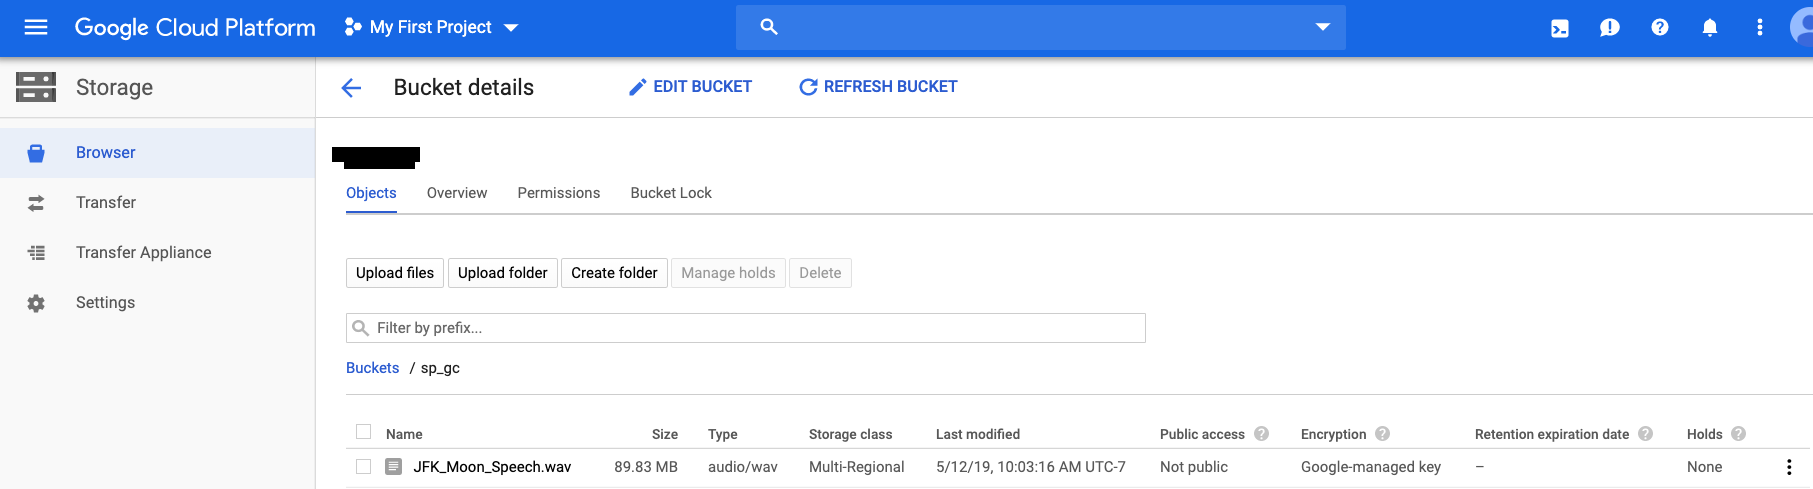 Google Cloud Platform My First Project
Storage Bucket details EDIT BUCKET REFRESH BUCKET
Browser
Transfer
Transfer Appliance
Settings
Objects Overview Permissions Bucket Lock
Upload files Upload folder Create folder Manage holds Delete
Filter by prefix...
Buckets / sp_gc
Name Size Type Storage class Last modified Public access Encryption Retention expiration date Holds
JFK_Moon_Speech.wav 89.83 MB audio/wav Multi-Regional 5/12/19, 10:03:16 AM UTC-7 Not public Google-managed key – None